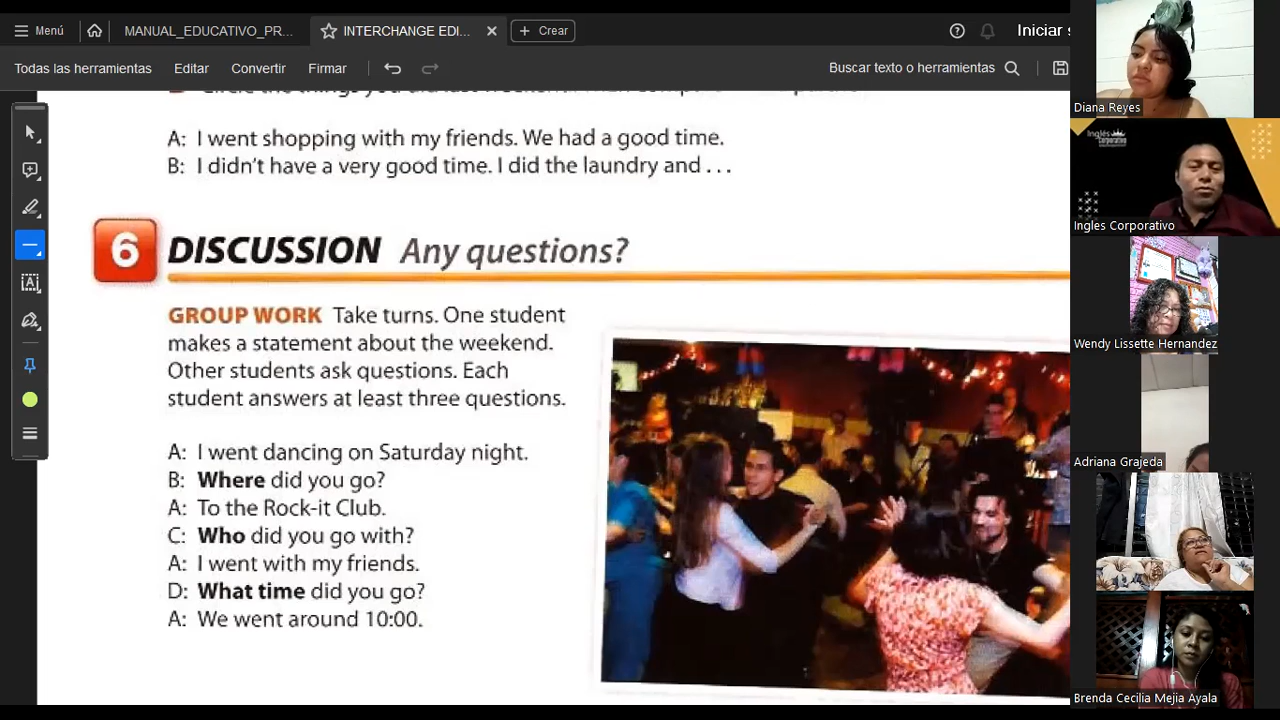 Menú
MANUAL_EDUCATIVO_PR...
INTERCHANGE EDI...
Crear
Iniciar s
Todas las herramientas
Editar
Convertir
Firmar
Buscar texto o herramientas
A: I went shopping with my friends. We had a good time.
B: I didn't have a very good time. I did the laundry and . . .
6 DISCUSSION Any questions?
GROUP WORK Take turns. One student
makes a statement about the weekend.
Other students ask questions. Each
student answers at least three questions.
A: I went dancing on Saturday night.
B: Where did you go?
A: To the Rock-it Club.
C: Who did you go with?
A: I went with my friends.
D: What time did you go?
A: We went around 10:00.
Diana Reyes
Inglés
Corporativo
Ingles Corporativo
Wendy Lissette Hernandez
Adriana Grajeda
Brenda Cecilia Mejia Ayala